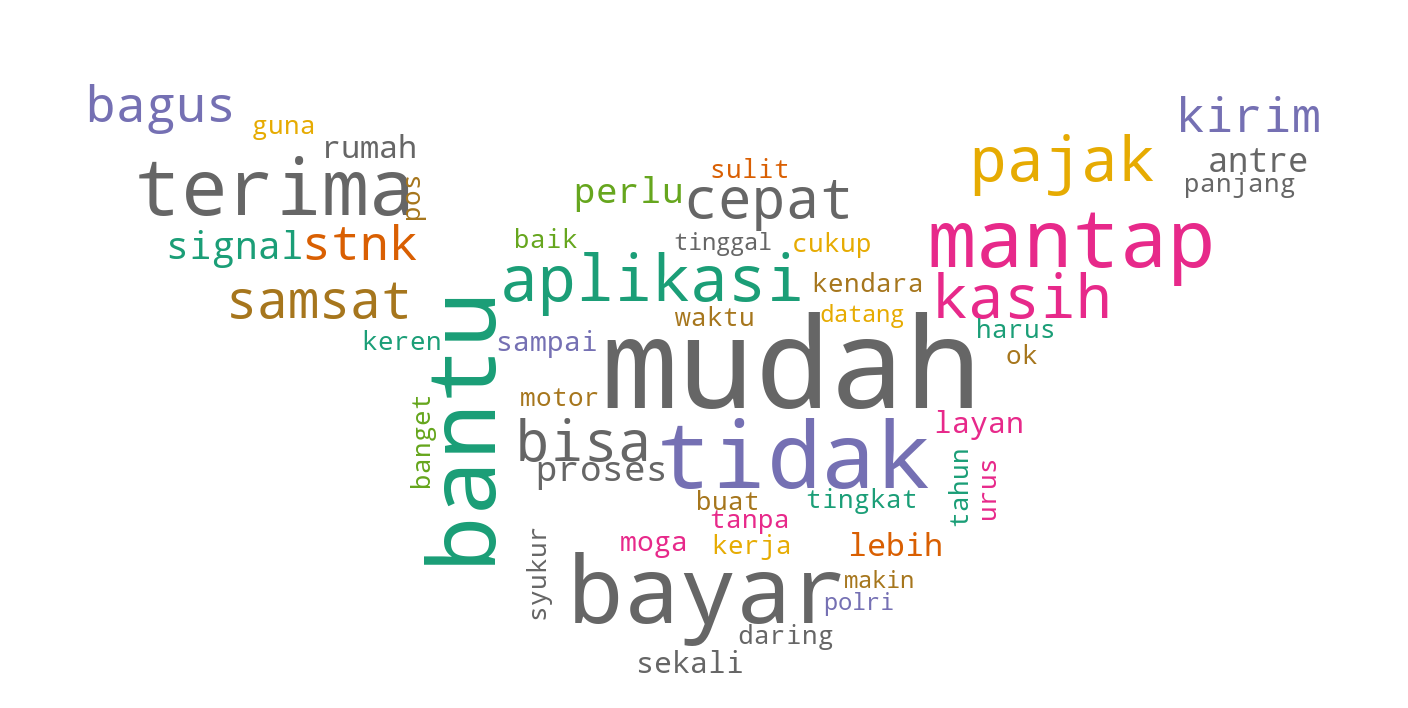 bagus
guna
rumah
terima
pos
signal
stnk
samsat
keren
bantu
banget
sulit
perlu
cepat
baik
tinggal
cukup
aplikasi
kendara
waktu
datang
sampai
mudah
motor
bisa
proses
tidak
layan
buat
tingkat
tanpa
moga
kerja
lebih
tahun
urus
syukur
bayar
makin
polri
daring
sekali
kirim
pajak
antre
panjang
mantap
kasih
harus
ok